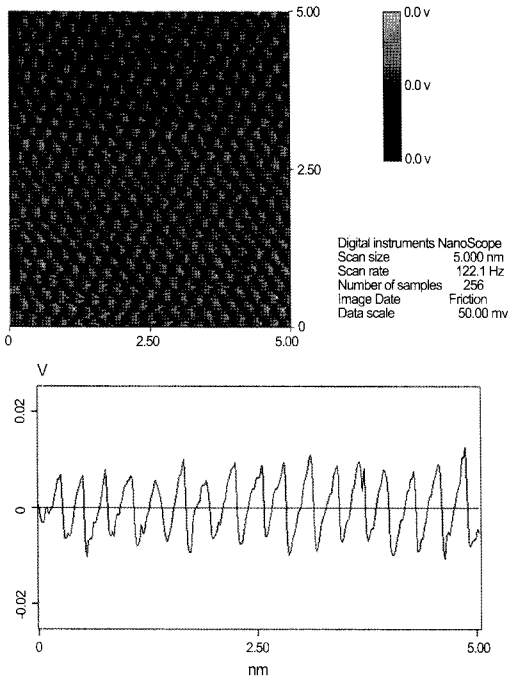 5.00
2.50
0
0 2.50 5.00
0.0 v
0.0 v
0.0 v
Digital instruments NanoScope
Scan size 5.000 nm
Scan rate 122.1 Hz
Number of samples 256
Image Date Friction
Data scale 50.00 mv
V
0.02
0
-0.02
0 2.50 5.00
nm